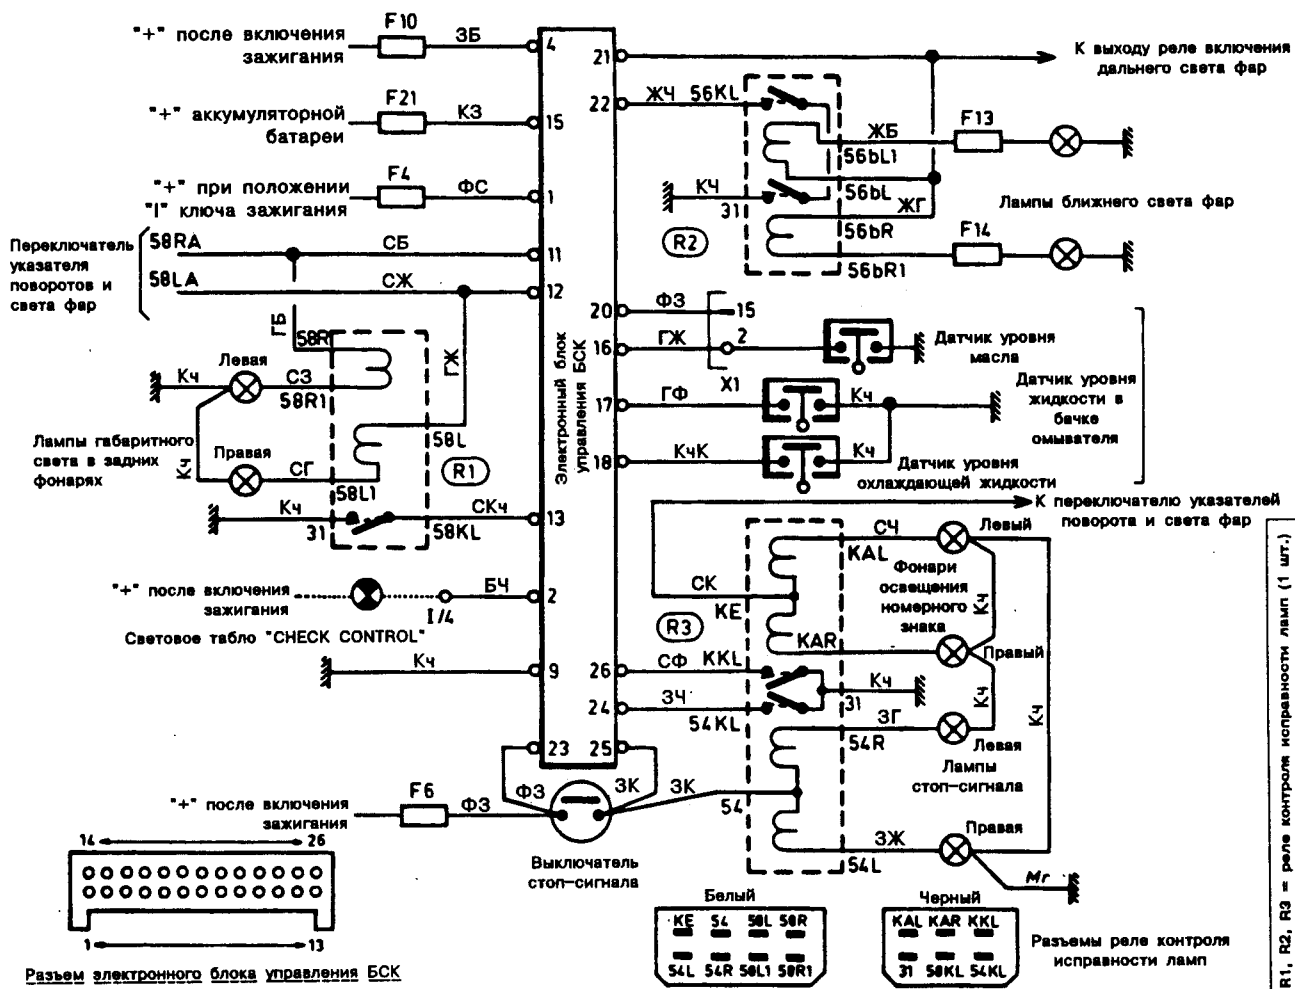 "+" после включения
зажигания
F10
ЗБ
4
"+" аккумуляторной
батареи
F21
КЗ
15
"+" при положении
"I" ключа зажигания
F4
ФС
1
Переключатель
указателя
поворотов и
света фар
58RA
СБ
11
58LA
СЖ
12
ГБ
58R
ГЖ
Левая
Кч
СЗ
58R1
Лампы габаритного
света в задних
фонарях
Кч
Правая
СГ
58L
58L1
R1
Кч
31
СКч
58KL
13
"+" после включения
зажигания
I/4
БЧ
2
Световое табло "CHECK CONTROL"
Кч
9
Электронный блок
управления БСК
21
К выходу реле включения
дальнего света фар
22
ЖЧ
56KL
ЖБ
56bL1
F13
56bL
КЧ
31
ЖГ
56bR
R2
56bR1
F14
Лампы ближнего света фар
20
ФЗ
15
16
ГЖ
2
X1
Датчик уровня
масла
17
ГФ
Кч
Датчик уровня
жидкости в
бачке
омывателя
18
КчК
Кч
Датчик уровня
охлаждающей жидкости
К переключателю указателей
поворота и света фар
СК
KE
R3
СЧ
KAL
Левый
Фонари
освещения
номерного
знака
Кч
KAR
Правый
26
СФ
KKL
Кч
31
24
ЗЧ
54KL
ЗГ
54R
Кч
Кч
Левая
Лампы
стоп-сигнала
23
25
ФЗ
ЗК
ЗК
54
"+" после включения
зажигания
F6
ФЗ
Выключатель
стоп-сигнала
ЗЖ
54L
Правая
Мг
14
26
1
13
Разъем электронного блока управления БСК
Белый
KE 54 58L 58R
54L 54R 58L1 58R1
Черный
KAL KAR KKL
31 58KL 54KL
Разъемы реле контроля
исправности ламп
R1, R2, R3 = реле контроля исправности ламп (1 шт.)